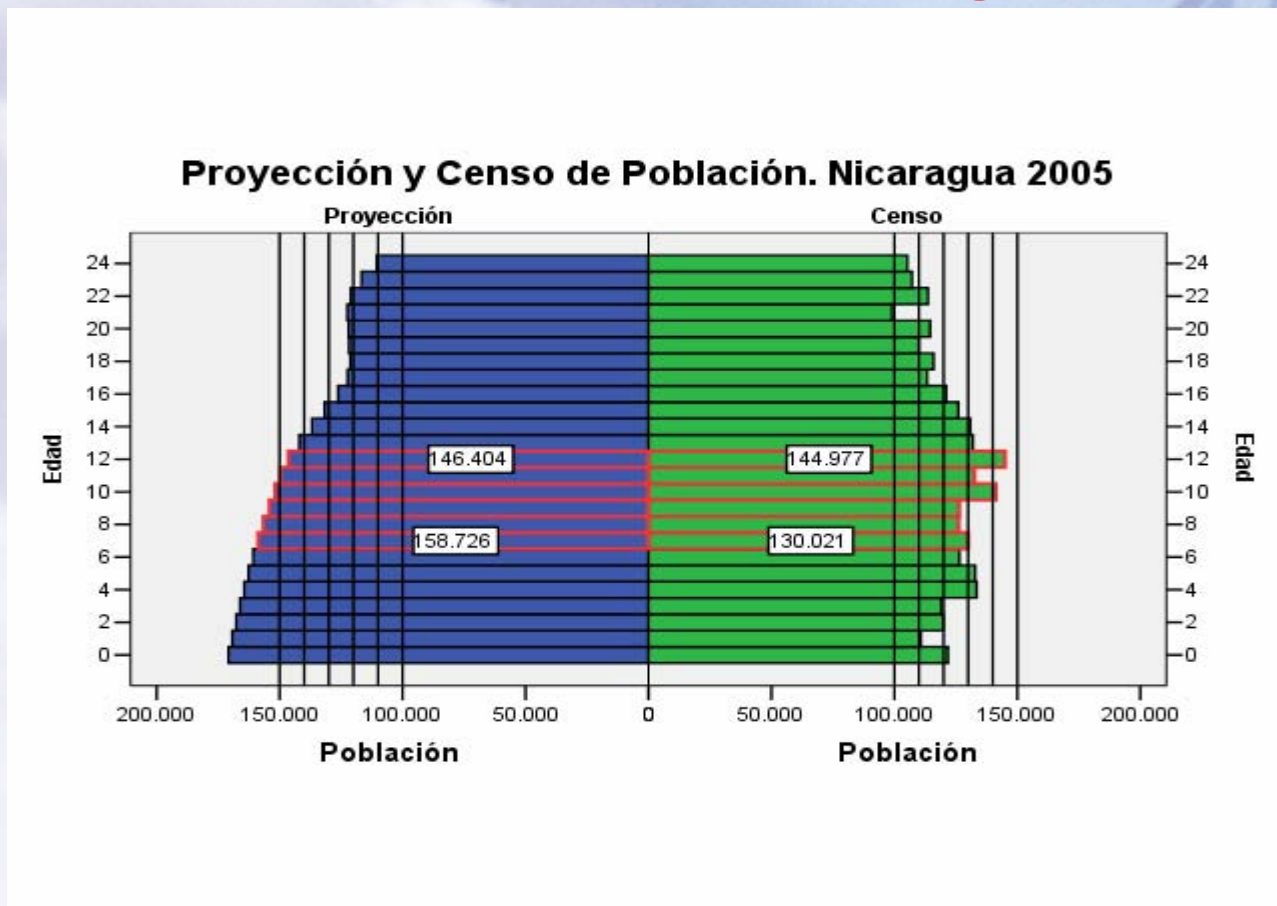 Proyección y Censo de Población. Nicaragua 2005
Proyección Censo
24 24
22 22
20 20
18 18
16 16
14 14
12 146.404 144.977 12
10 10
8 8
158.726 130.021
6 6
4 4
2 2
0 0
Edad
Edad
200.000 150.000 100.000 50.000 0 50.000 100.000 150.000 200.000
Población Población